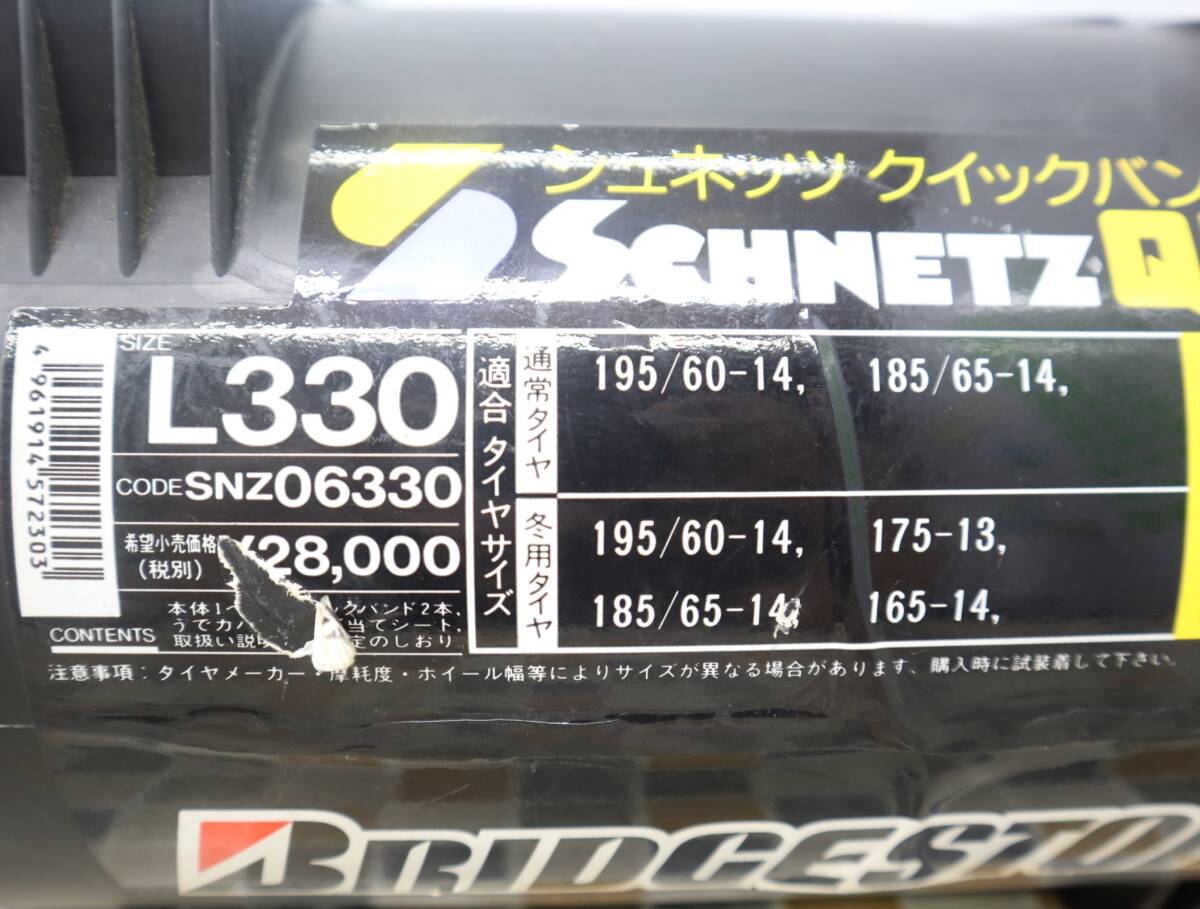 シュネッツ クイックバン
SCHNETZ Q
SIZE
L330
CODE SNZ06330
希望小売価格
(税別)
¥28,000
4961914572303
適合タイヤサイズ
通常タイヤ
195/60-14, 185/65-14,
冬用タイヤ
195/60-14, 175-13,
185/65-14, 165-14,
CONTENTS
本体1 ックバンド2本,
うでカバ 当てシート,
取扱い説明 定のしおり
注意事項:タイヤメーカー・摩耗度・ホイール幅等によりサイズが異なる場合があります、購入時に試装着して下さい。
BRIDGESTO